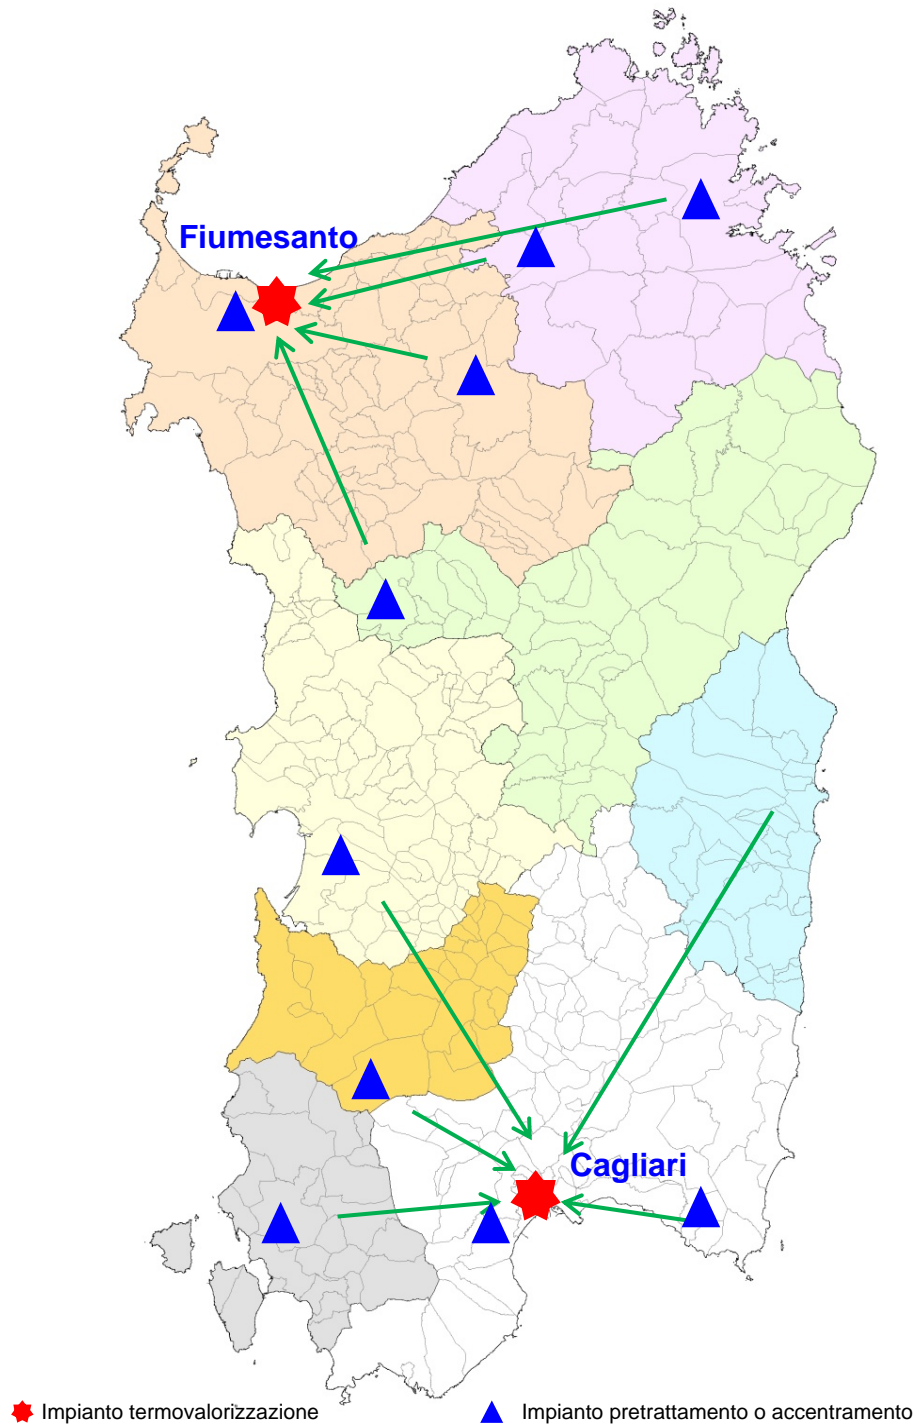 Fiumesanto
Cagliari
Impianto termovalorizzazione
Impianto pretrattamento o accentramento